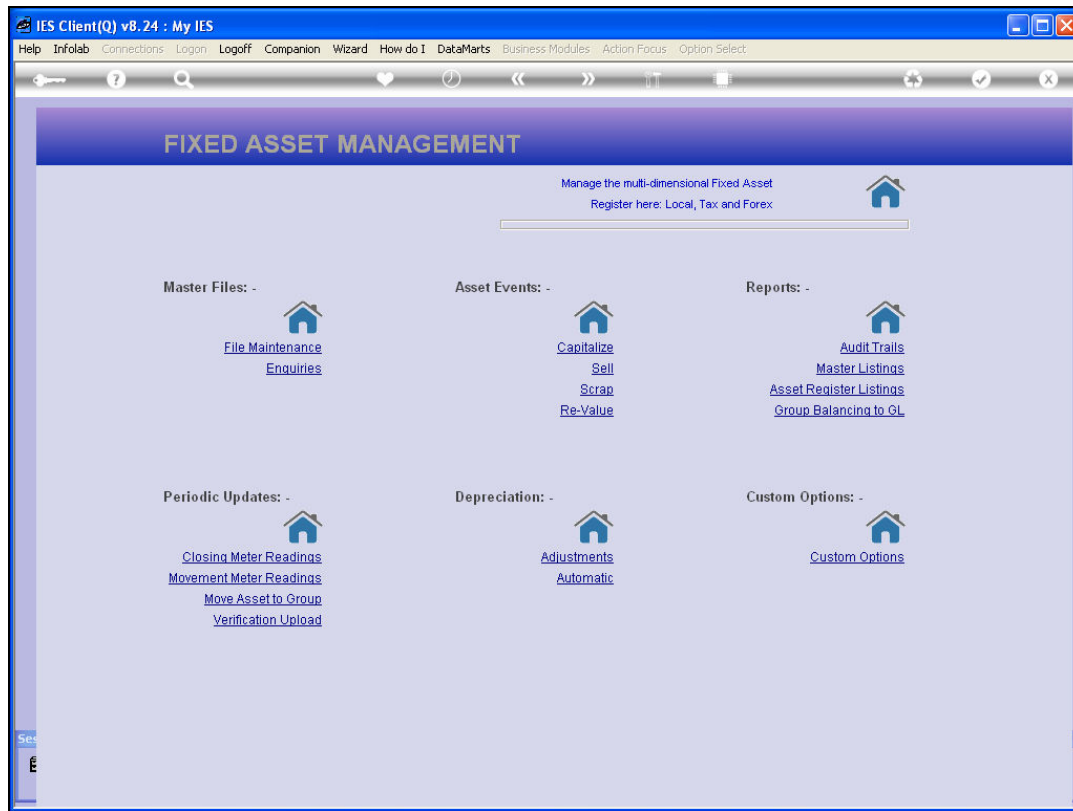 IES Client(Q) v8.24 : My IES
Help Infolab Connections Logon Logoff Companion Wizard How do I DataMarts Business Modules Action Focus Option Select
FIXED ASSET MANAGEMENT
Manage the multi-dimensional Fixed Asset
Register here: Local, Tax and Forex
Master Files: -
File Maintenance
Enquiries
Asset Events: -
Capitalize
Sell
Scrap
Re-Value
Reports: -
Audit Trails
Master Listings
Asset Register Listings
Group Balancing to GL
Periodic Updates: -
Closing Meter Readings
Movement Meter Readings
Move Asset to Group
Verification Upload
Depreciation: -
Adjustments
Automatic
Custom Options: -
Custom Options
Ses